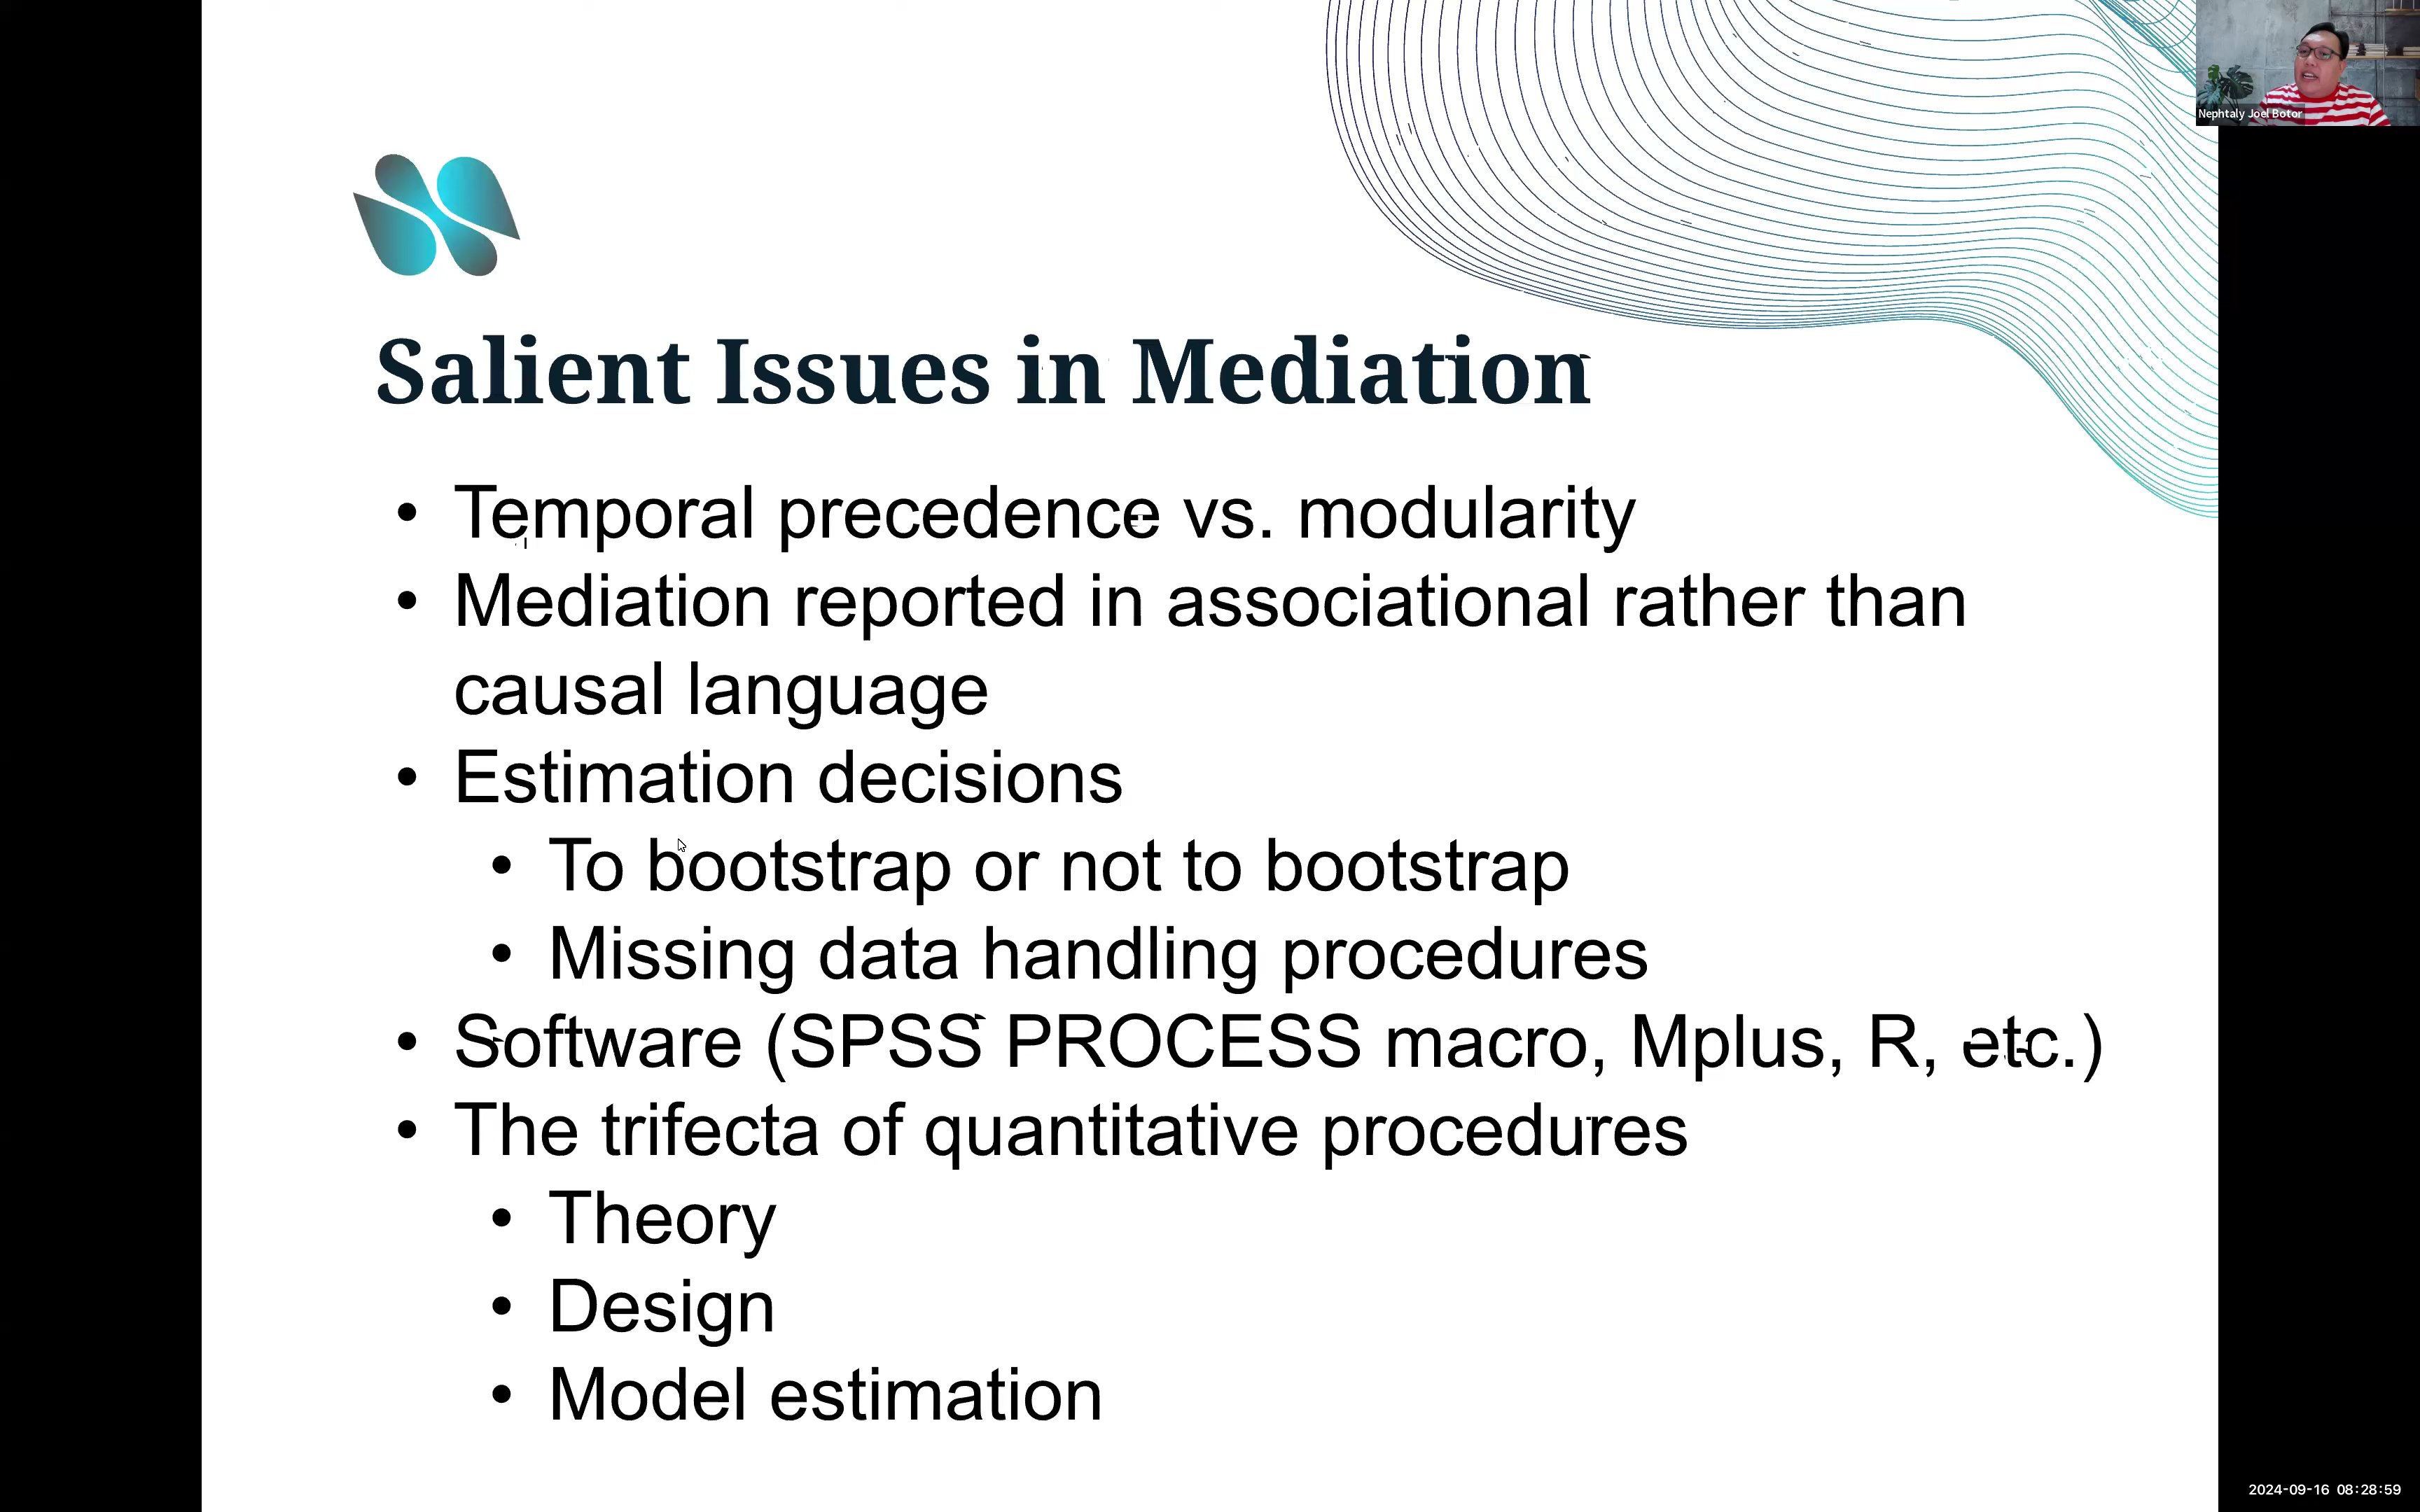 Nephtaly Joel Botor
Salient Issues in Mediation
• Temporal precedence vs. modularity
• Mediation reported in associational rather than
causal language
• Estimation decisions
• To bootstrap or not to bootstrap
• Missing data handling procedures
• Software (SPSS PROCESS macro, Mplus, R, etc.)
• The trifecta of quantitative procedures
• Theory
• Design
• Model estimation
2024-09-16 08:28:59